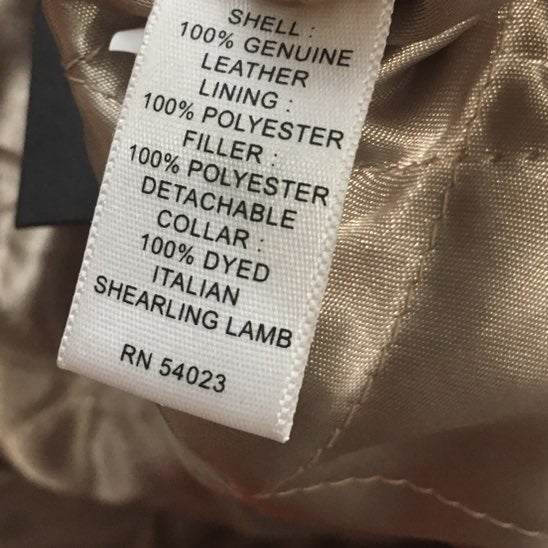 SHELL :
100% GENUINE
LEATHER
LINING :
100% POLYESTER
FILLER :
100% POLYESTER
DETACHABLE
COLLAR :
100% DYED
ITALIAN
SHEARLING LAMB
RN 54023